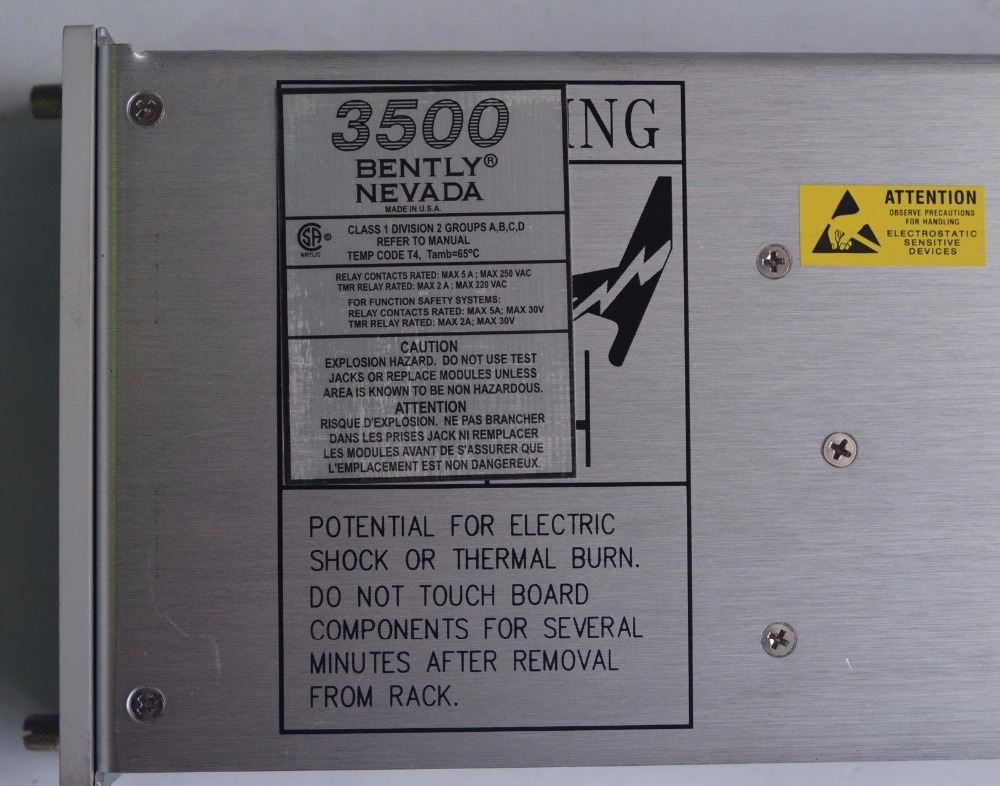 3500
BENTLY®
NEVADA
MADE IN U.S.A.
SA ®
NRTL/C
CLASS 1 DIVISION 2 GROUPS A,B,C,D
REFER TO MANUAL
TEMP CODE T4, Tamb=65ºC
RELAY CONTACTS RATED: MAX 5 A ; MAX 250 VAC
TMR RELAY RATED: MAX 2 A ; MAX 220 VAC
FOR FUNCTION SAFETY SYSTEMS:
RELAY CONTACTS RATED: MAX 5A; MAX 30V
TMR RELAY RATED: MAX 2A; MAX 30V
CAUTION
EXPLOSION HAZARD. DO NOT USE TEST
JACKS OR REPLACE MODULES UNLESS
AREA IS KNOWN TO BE NON HAZARDOUS.
ATTENTION
RISQUE D'EXPLOSION. NE PAS BRANCHER
DANS LES PRISES JACK NI REMPLACER
LES MODULES AVANT DE S'ASSURER QUE
L'EMPLACEMENT EST NON DANGEREUX.
ING
POTENTIAL FOR ELECTRIC
SHOCK OR THERMAL BURN.
DO NOT TOUCH BOARD
COMPONENTS FOR SEVERAL
MINUTES AFTER REMOVAL
FROM RACK.
ATTENTION
OBSERVE PRECAUTIONS
FOR HANDLING
ELECTROSTATIC
SENSITIVE
DEVICES